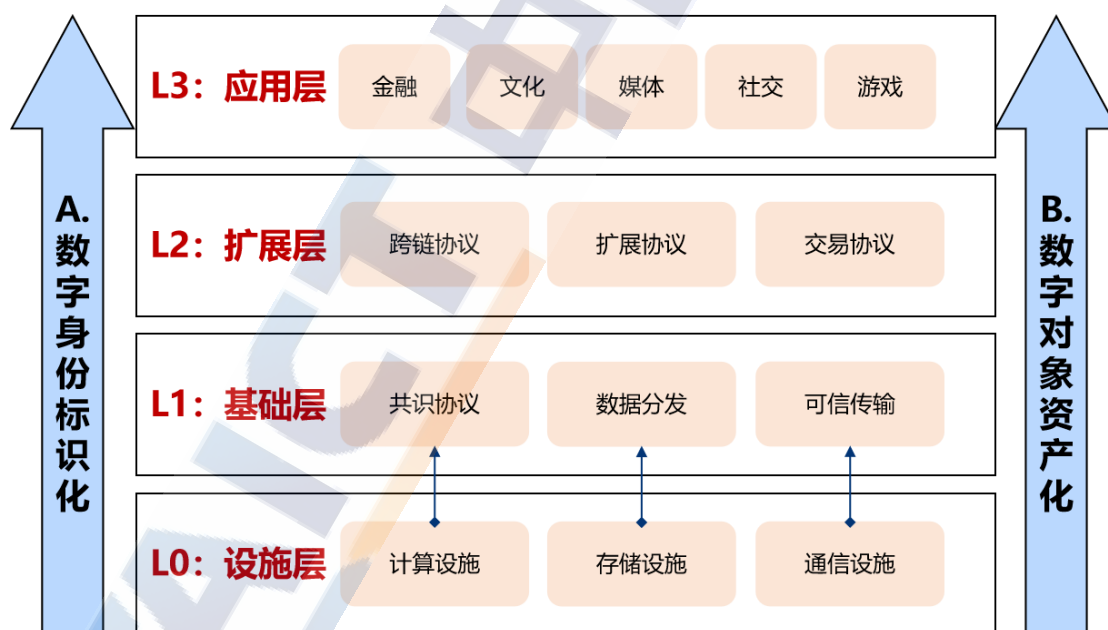 L3：应用层
金融
文化
媒体
社交
游戏
A.数字身份标识化
L2：扩展层
跨链协议
扩展协议
交易协议
B.数字对象资产化
L1：基础层
共识协议
数据分发
可信传输
L0：设施层
计算设施
存储设施
通信设施
AICT 中